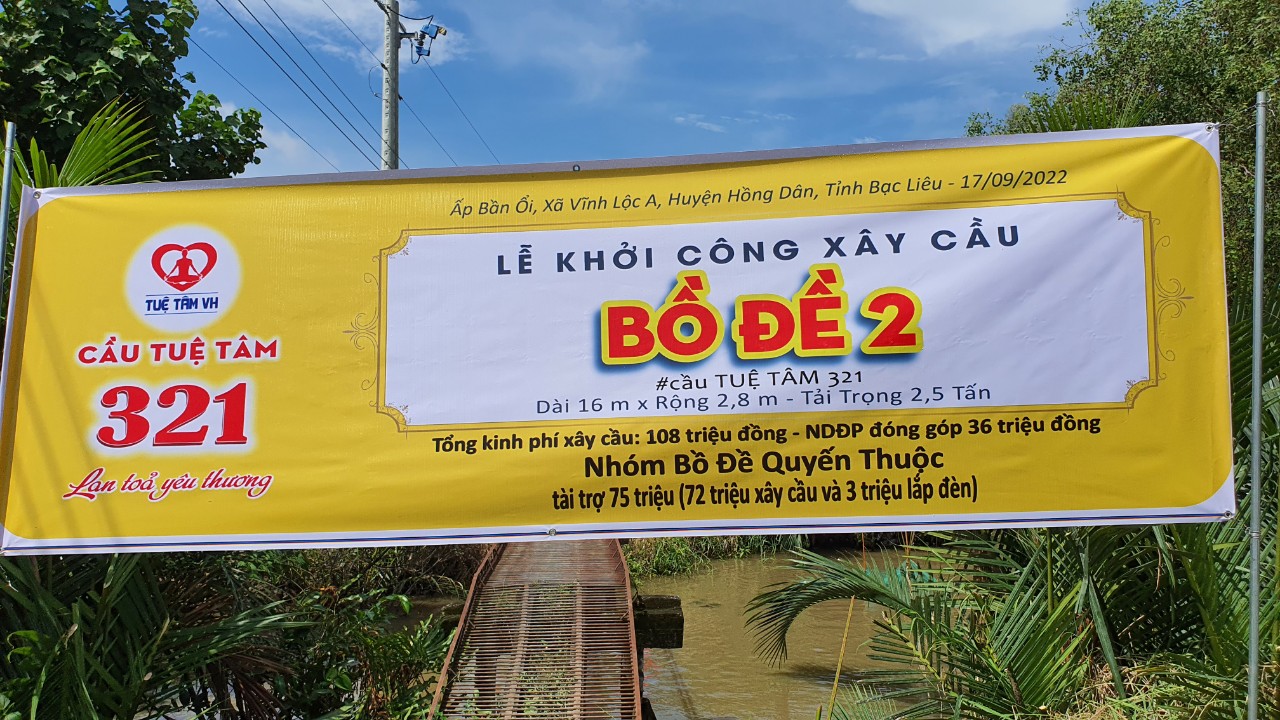 Ấp Bần Ổi, Xã Vĩnh Lộc A, Huyện Hồng Dân, Tỉnh Bạc Liêu - 17/09/2022
LỄ KHỞI CÔNG XÂY CẦU
BỒ ĐỀ 2
#cầu TUỆ TÂM 321
Dài 16 m x Rộng 2,8 m - Tải Trọng 2,5 Tấn
Tổng kinh phí xây cầu: 108 triệu đồng - NDĐP đóng góp 36 triệu đồng
Nhóm Bồ Đề Quyến Thuộc
tài trợ 75 triệu (72 triệu xây cầu và 3 triệu lắp đèn)
TUỆ TÂM VH
CẦU TUỆ TÂM
321
Lan toả yêu thương